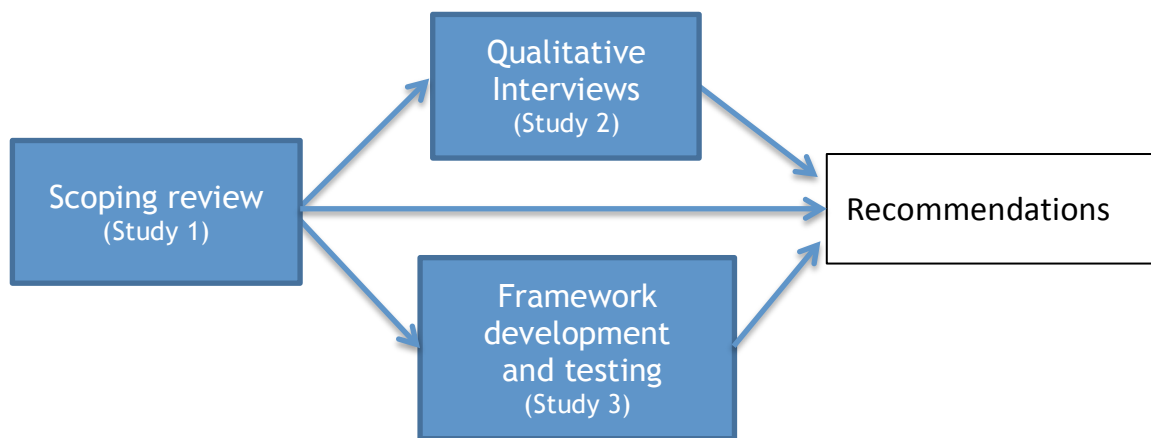 Qualitative
Interviews
(Study 2)
Scoping review
(Study 1)
Recommendations
Framework
development
and testing
(Study 3)